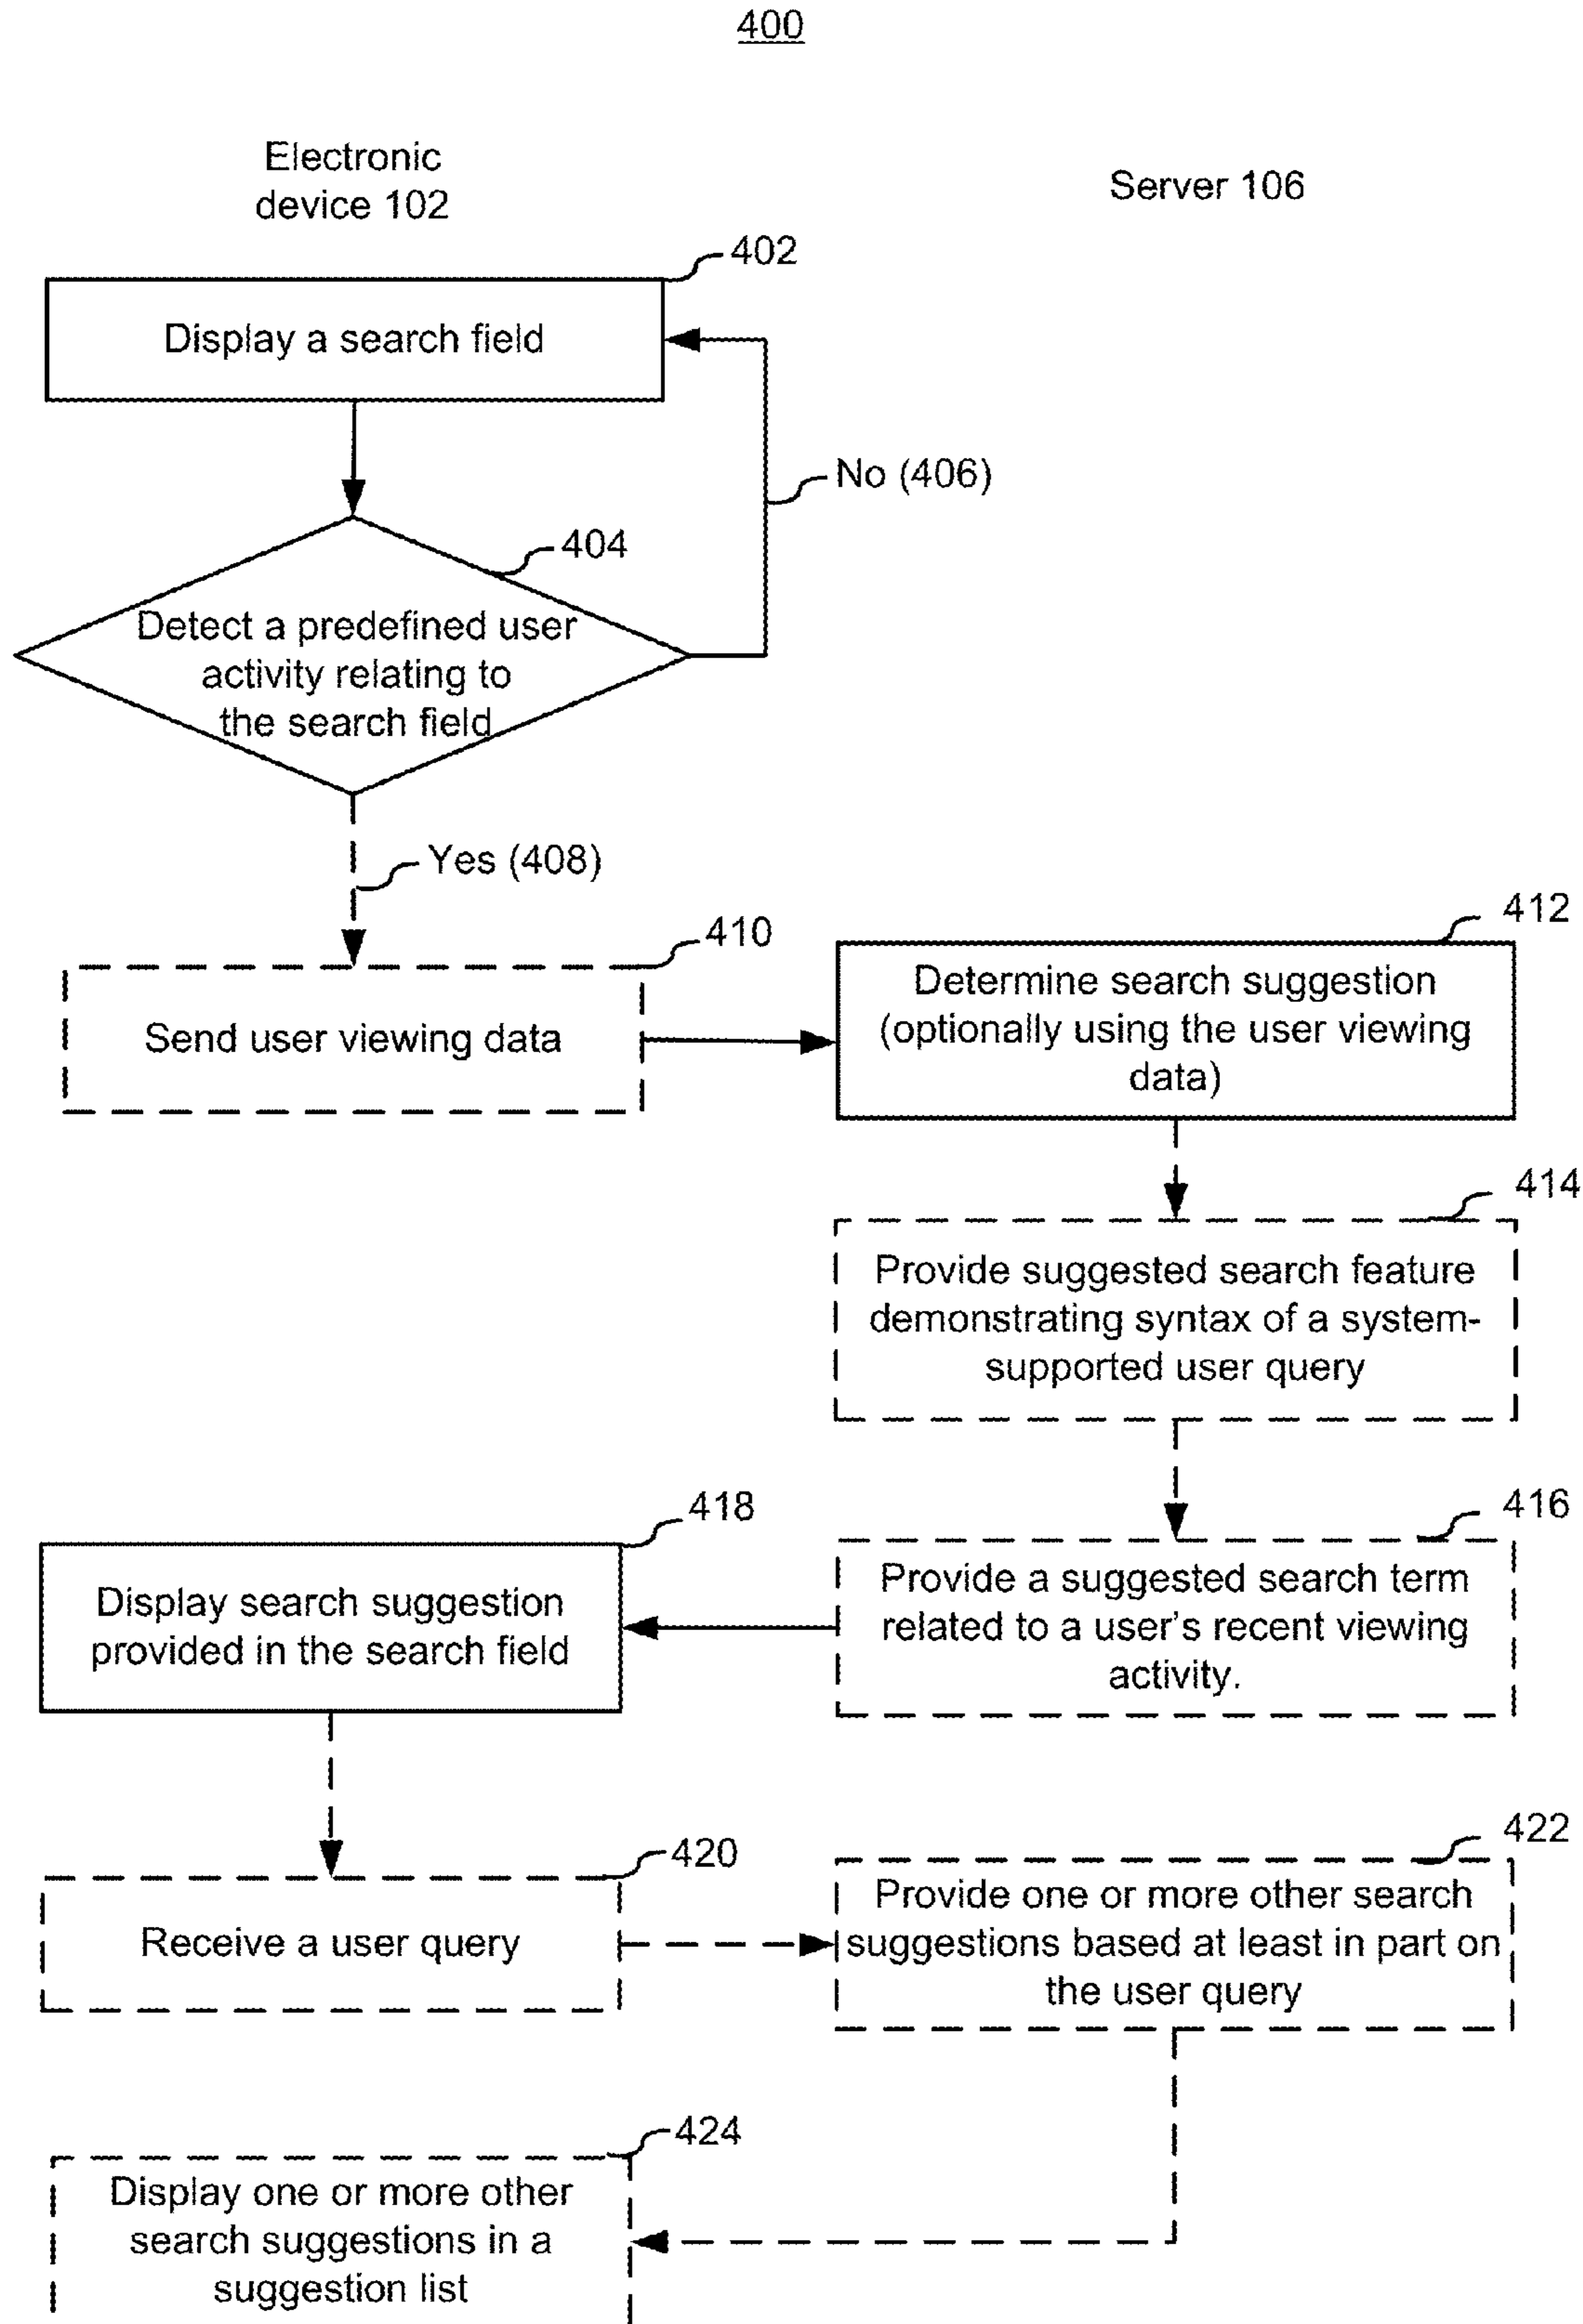 400
Electronic
device 102
Server 106
402
Display a search field
No (406)
404
Detect a predefined user
activity relating to
the search field
Yes (408)
410
Send user viewing data
412
Determine search suggestion
(optionally using the user viewing
data)
414
Provide suggested search feature
demonstrating syntax of a system-
supported user query
416
Provide a suggested search term
related to a user's recent viewing
activity.
418
Display search suggestion
provided in the search field
420
Receive a user query
422
Provide one or more other search
suggestions based at least in part on
the user query
424
Display one or more other
search suggestions in a
suggestion list